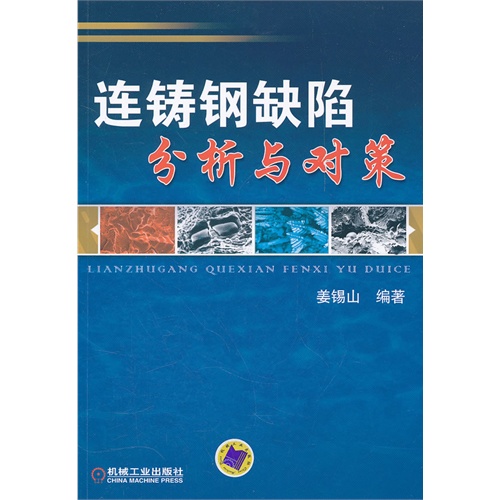 连铸钢缺陷
分析与对策
LIANZHUGANG QUEXIAN FENXI YU DUICE
姜锡山 编著
机械工业出版社
CHINA MACHINE PRESS